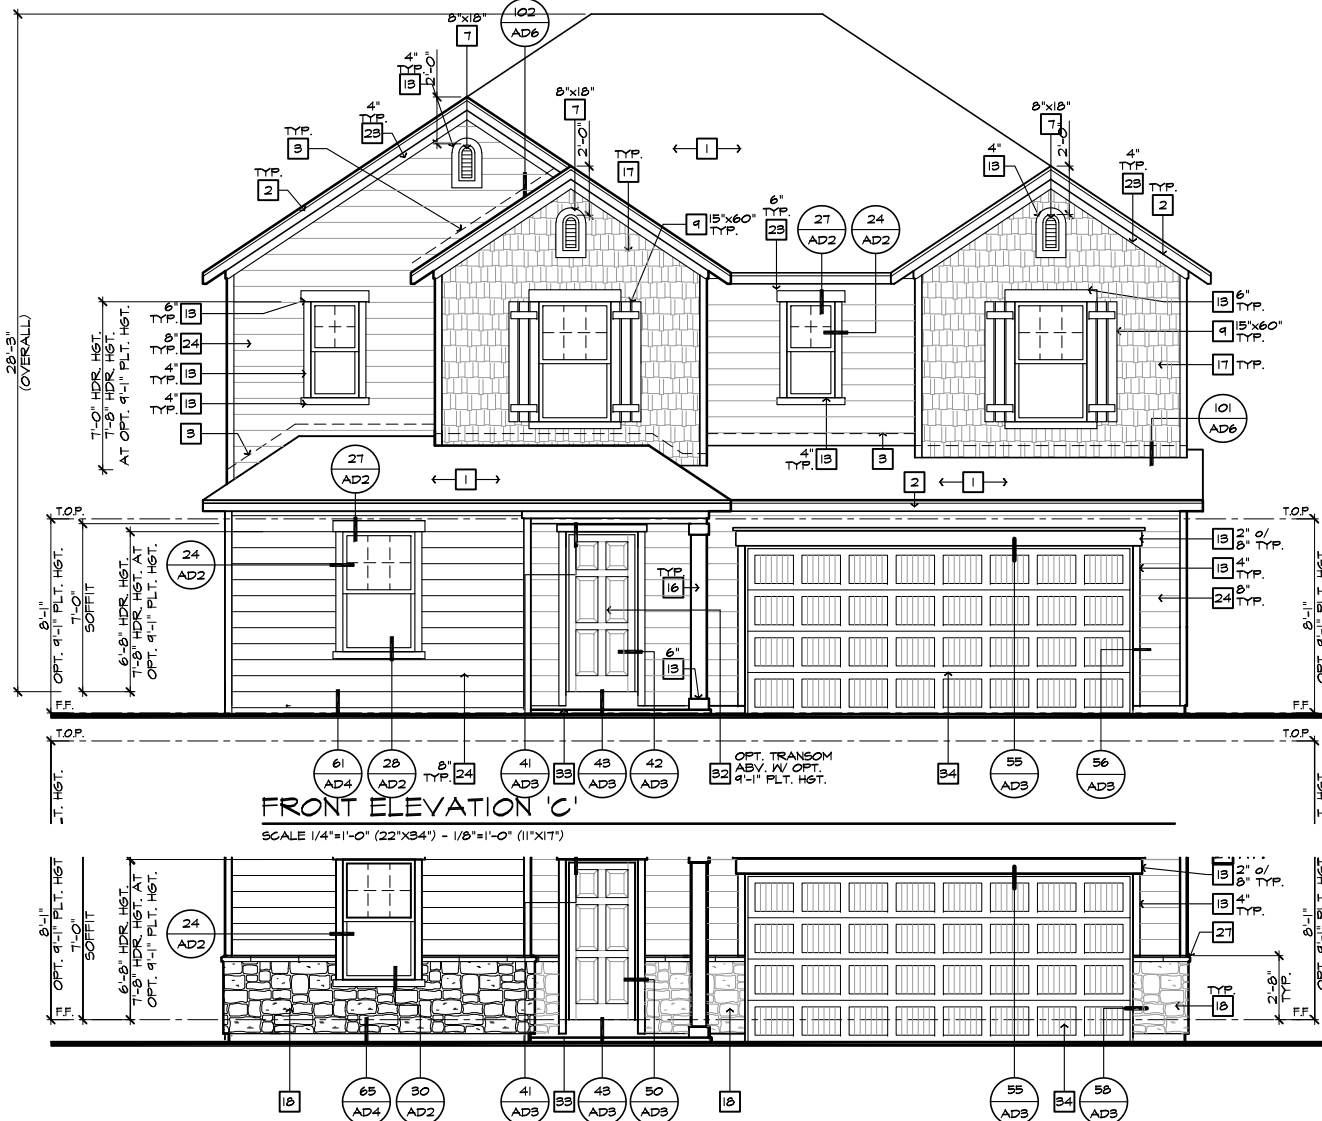 102
AD6
8"x18"
7
4"
TYP.
13
2'-0"
8"x18"
7
2'-0"
8"x18"
7
2'-0"
4"
23
TYP.
3
TYP.
2
1
TYP.
17
13
4"
23
TYP.
2
9
15"x60"
TYP.
6"
TYP.
23
27
AD2
24
AD2
28'-3"
(OVERALL)
7'-0" HDR. HGT.
7'-8" HDR. HGT.
AT OPT. 9'-1" PLT. HGT.
6"
TYP.
13
8"
TYP.
24
4"
TYP.
13
4"
TYP.
13
3
13
6"
TYP.
9
15"x60"
TYP.
17
TYP.
101
AD6
27
AD2
1
4"
TYP.
13
3
2
1
T.O.P.
T.O.P.
8'-1"
OPT. 9'-1" PLT. HGT.
7'-0"
SOFFIT
6'-8" HDR. HGT.
7'-8" HDR. HGT. AT
OPT. 9'-1" PLT. HGT.
24
AD2
TYP.
16
6"
13
13
2" O/
8" TYP.
13
4"
TYP.
24
8"
TYP.
8'-1"
OPT. 9'-1" PLT. HGT
F.F.
F.F.
T.O.P.
T.O.P.
61
AD4
28
AD2
8"
TYP.
24
41
AD3
33
43
AD3
42
AD3
32
OPT. TRANSOM
ABV. W/ OPT.
9'-1" PLT. HGT.
34
55
AD3
56
AD3
T. HGT.
T. HGT
FRONT ELEVATION 'C'
SCALE 1/4"=1'-0" (22"X34") - 1/8"=1'-0" (11"X17")
8'-1"
OPT. 9'-1" PLT. HGT
7'-0"
SOFFIT
6'-8" HDR. HGT.
7'-8" HDR. HGT. AT
OPT. 9'-1" PLT. HGT.
24
AD2
13
2" O/
8" TYP.
13
4"
TYP.
27
2'-8"
TYP.
TYP.
18
8'-1"
OPT. 9'-1" PLT. HGT
F.F.
F.F.
18
65
AD4
30
AD2
41
AD3
33
43
AD3
50
AD3
18
55
AD3
34
58
AD3